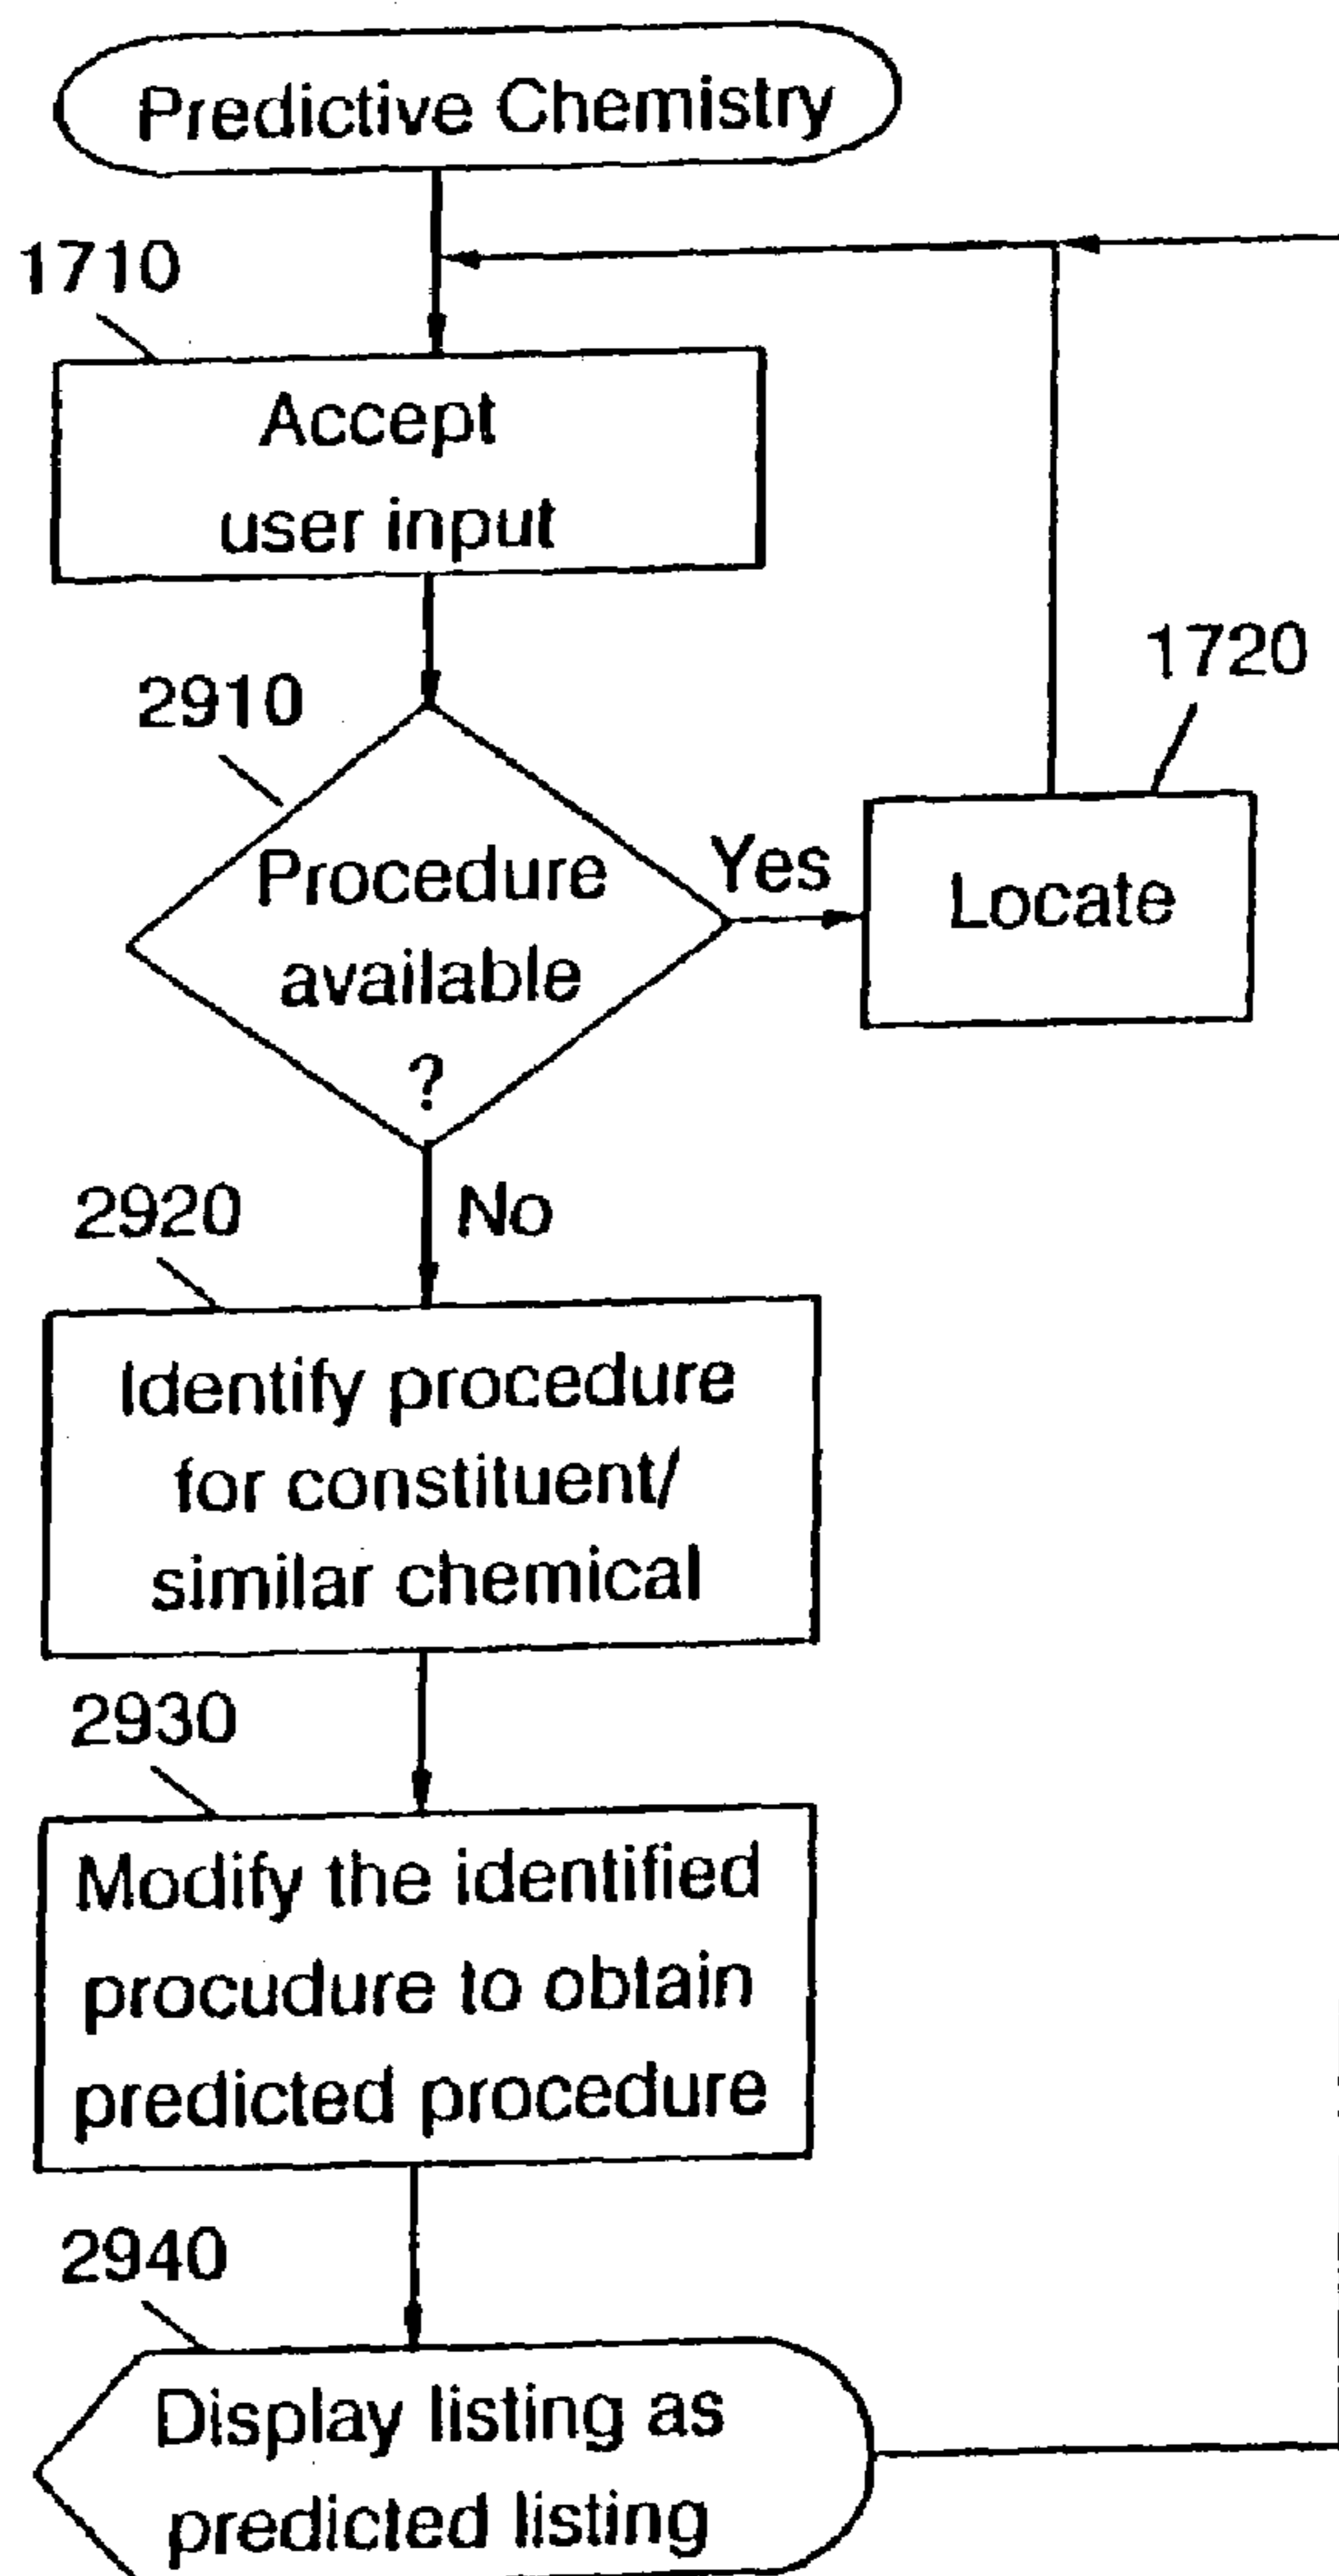 Predictive Chemistry
1710
Accept
user input
2910
Procedure
available
?
Yes
1720
Locate
No
2920
Identify procedure
for constituent/
similar chemical
2930
Modify the identified
procudure to obtain
predicted procedure
2940
Display listing as
predicted listing